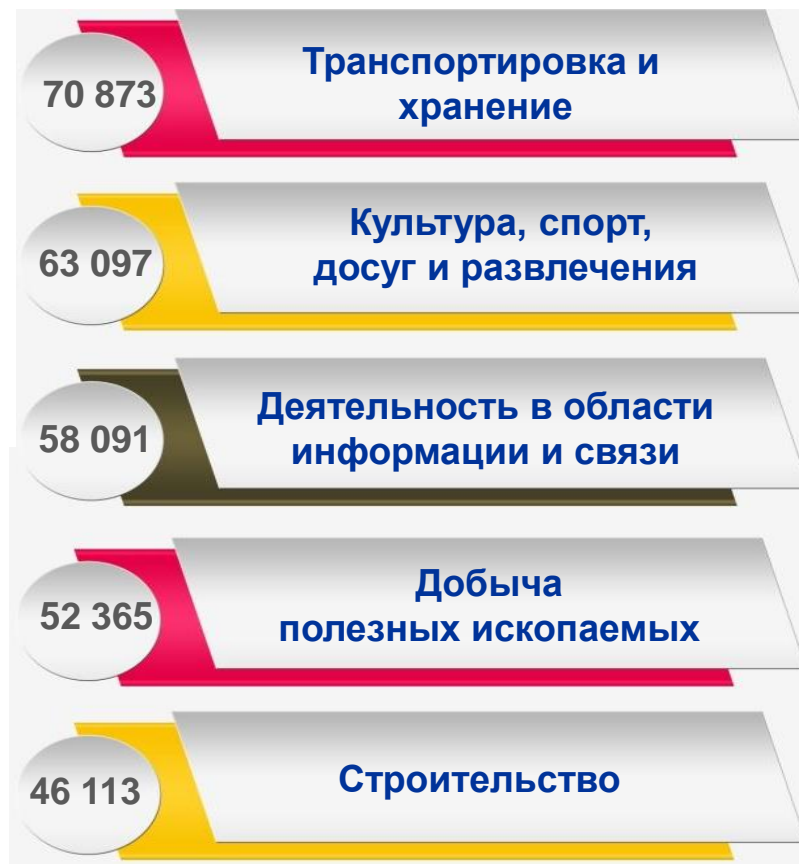 70 873
Транспортировка и
хранение
63 097
Культура, спорт,
досуг и развлечения
58 091
Деятельность в области
информации и связи
52 365
Добыча
полезных ископаемых
46 113
Строительство